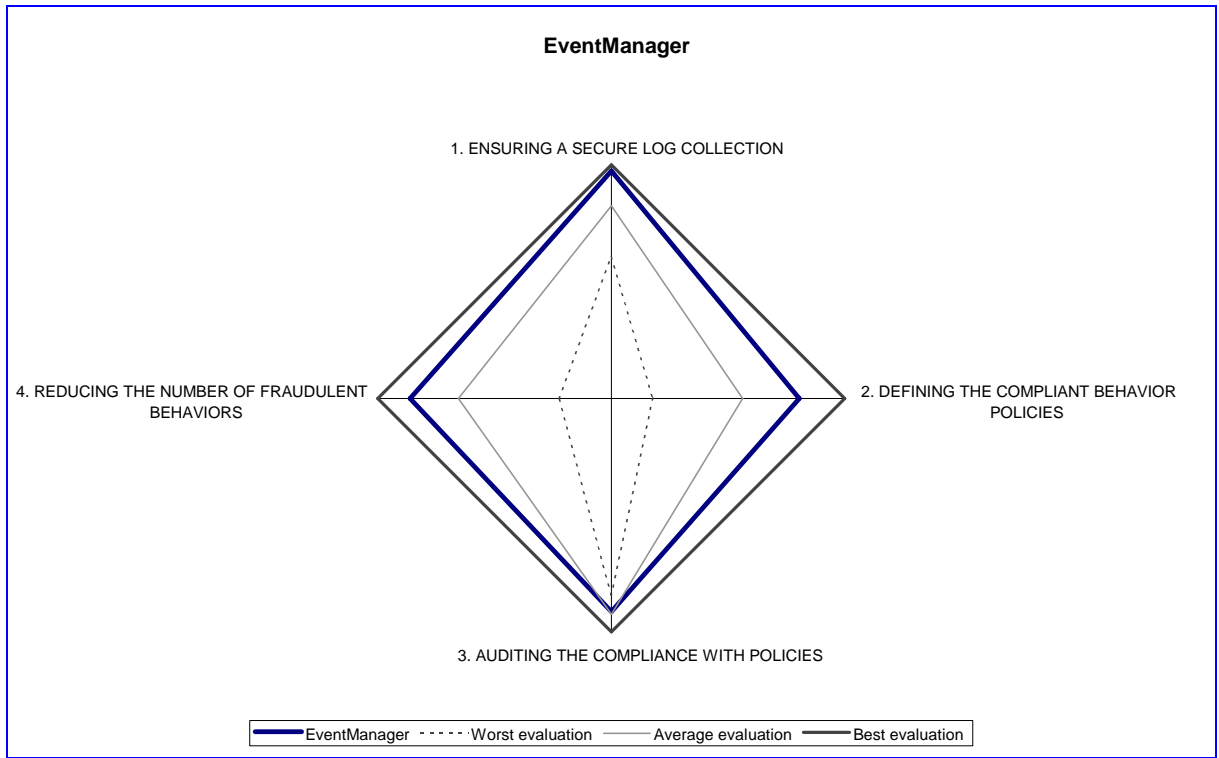 EventManager
1. ENSURING A SECURE LOG COLLECTION
4. REDUCING THE NUMBER OF FRAUDULENT
BEHAVIORS
2. DEFINING THE COMPLIANT BEHAVIOR
POLICIES
3. AUDITING THE COMPLIANCE WITH POLICIES
EventManager Worst evaluation Average evaluation Best evaluation